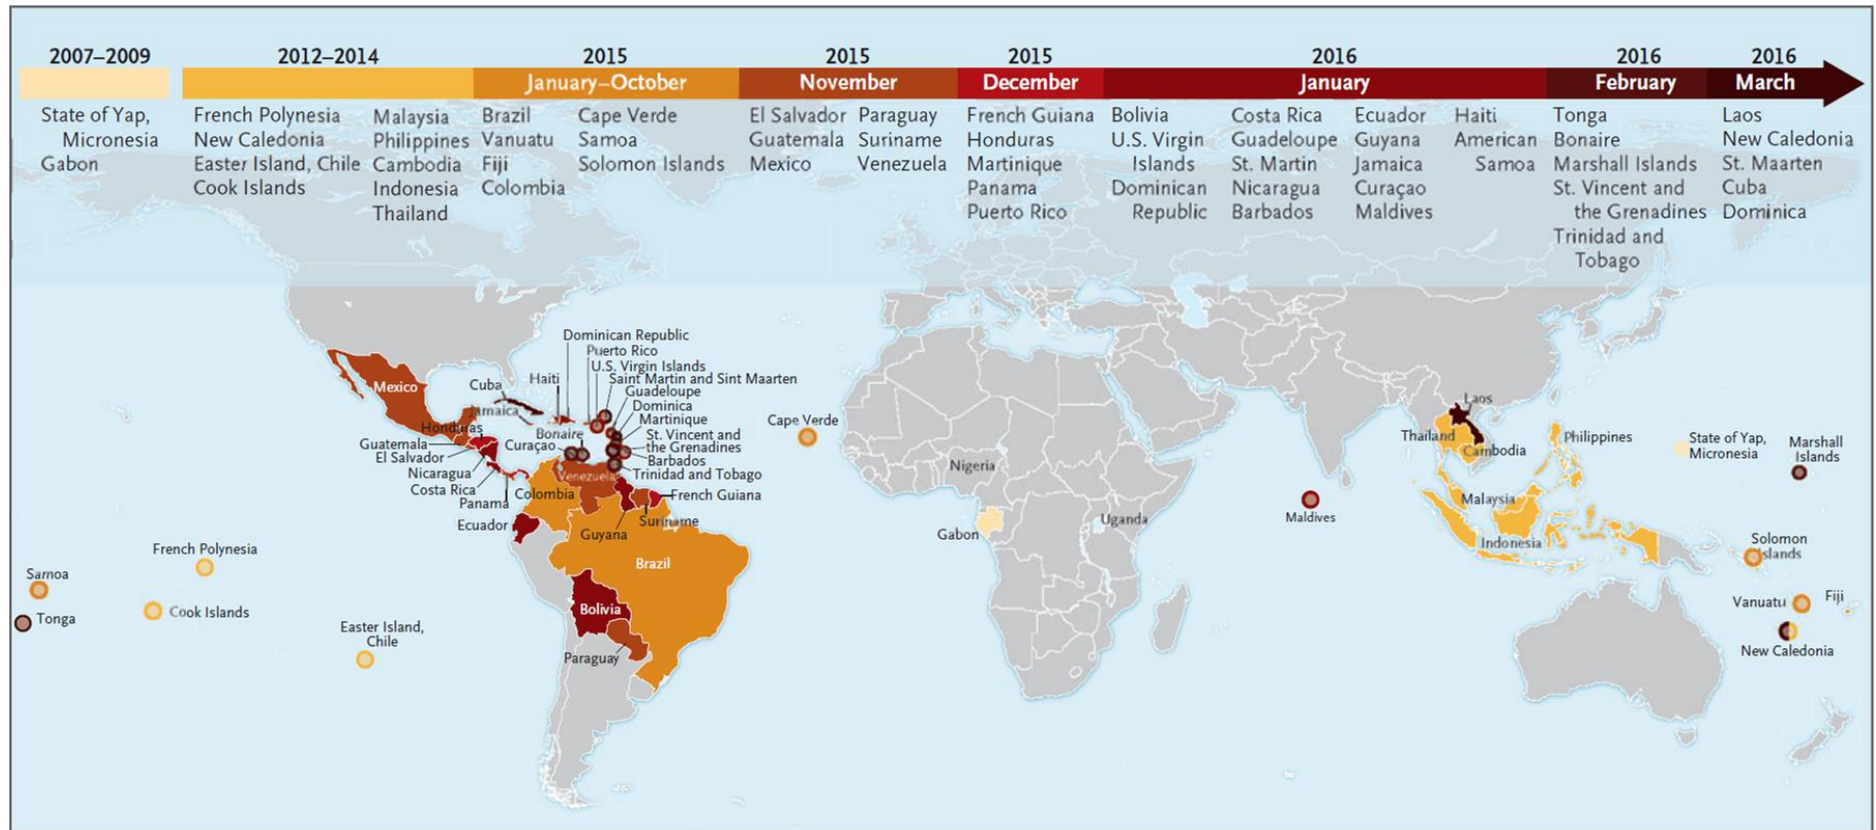 2007–2009
2012–2014
2015
2015
2015
2016
2016
2016
January–October
November
December
January
February
March
State of Yap,
Micronesia
Gabon
French Polynesia
New Caledonia
Easter Island, Chile
Cook Islands
Malaysia
Philippines
Cambodia
Indonesia
Thailand
Brazil
Vanuatu
Fiji
Colombia
Cape Verde
Samoa
Solomon Islands
El Salvador
Guatemala
Mexico
Paraguay
Suriname
Venezuela
French Guiana
Honduras
Martinique
Panama
Puerto Rico
Bolivia
U.S. Virgin
Islands
Dominican
Republic
Costa Rica
Guadeloupe
St. Martin
Nicaragua
Barbados
Ecuador
Guyana
Jamaica
Curaçao
Maldives
Haiti
American
Samoa
Tonga
Bonaire
Marshall Islands
St. Vincent and
the Grenadines
Trinidad and
Tobago
Laos
New Caledonia
St. Maarten
Cuba
Dominica
Dominican Republic
Puerto Rico
U.S. Virgin Islands
Saint Martin and Sint Maarten
Guadeloupe
Dominica
Martinique
St. Vincent and
the Grenadines
Barbados
Trinidad and Tobago
Haiti
Cuba
Mexico
Jamaica
Honduras
Bonaire
Curaçao
Guatemala
El Salvador
Nicaragua
Costa Rica
Panama
Venezuela
Colombia
French Guiana
Suriname
Ecuador
Guyana
Brazil
Bolivia
Paraguay
French Polynesia
Samoa
Cook Islands
Tonga
Easter Island,
Chile
Cape Verde
Nigeria
Gabon
Uganda
Maldives
Laos
Thailand
Cambodia
Philippines
Malaysia
Indonesia
State of Yap,
Micronesia
Marshall
Islands
Solomon
Islands
Vanuatu
Fiji
New Caledonia